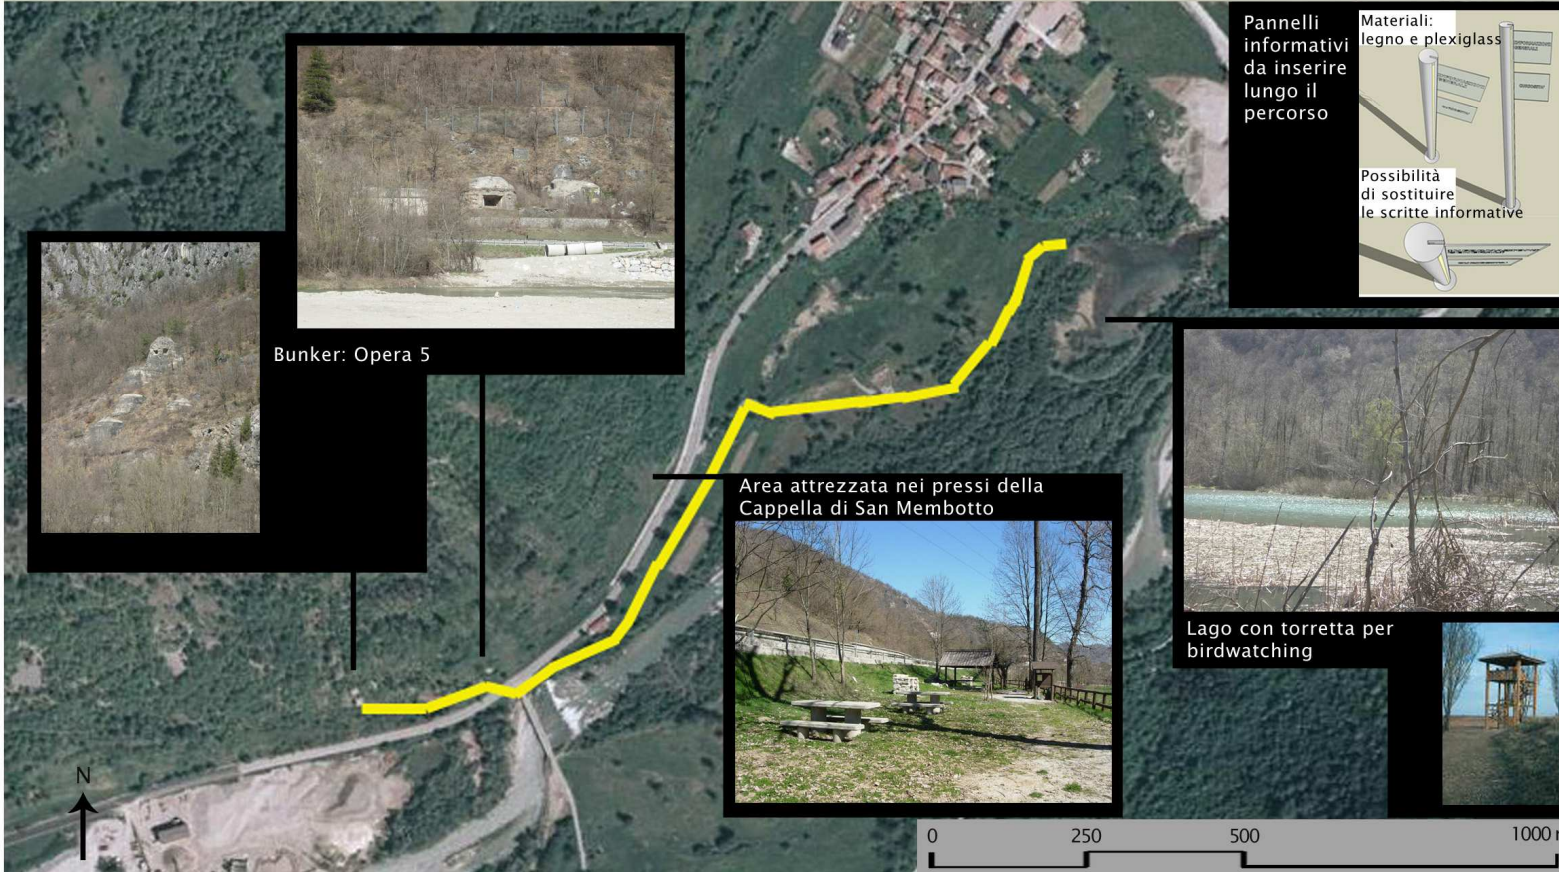 Pannelli
informativi
da inserire
lungo il
percorso
Materiali:
legno e plexiglass
Possibilità
di sostituire
le scritte informative
Bunker: Opera 5
Area attrezzata nei pressi della
Cappella di San Membotto
Lago con torretta per
birdwatching
N
0 250 500 1000